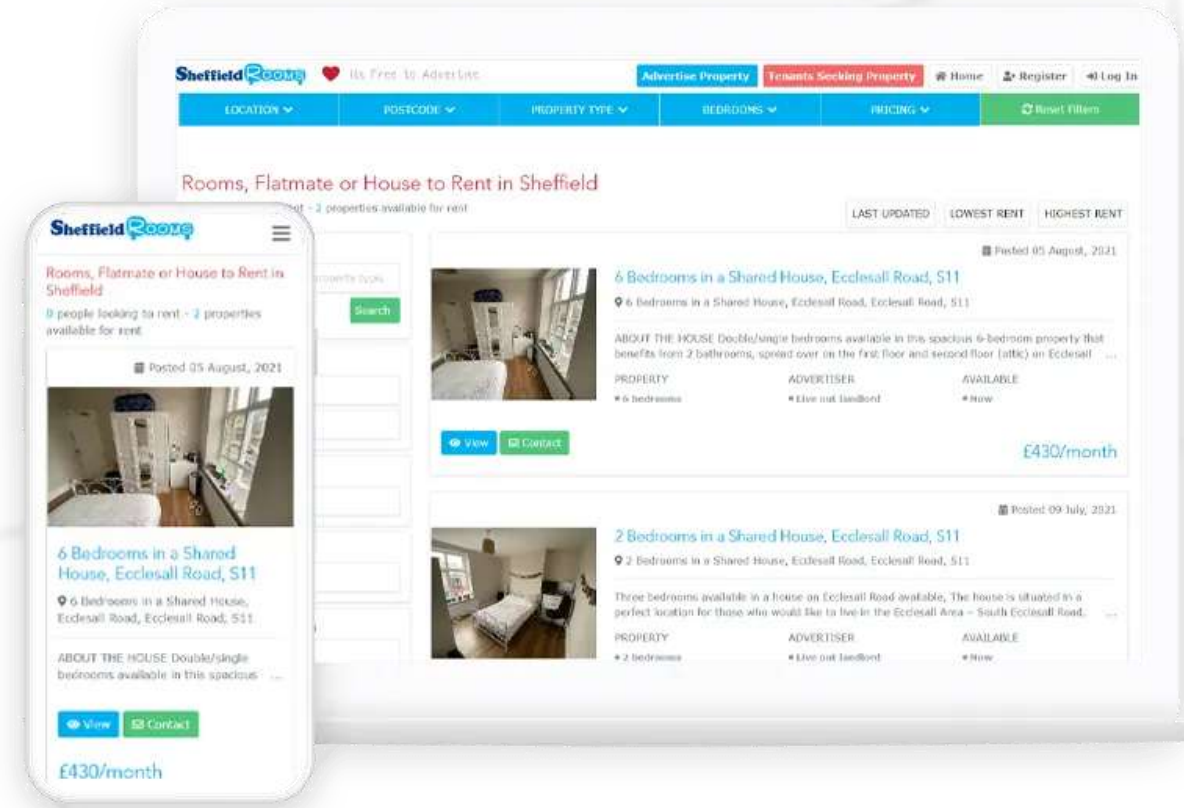 Sheffield Rooms
Its Free to Advertise
Advertise Property
Tenants Seeking Property
Home
Register
Log In
LOCATION
POSTCODE
PROPERTY TYPE
BEDROOMS
PRICING
Reset Filters
Rooms, Flatmate or House to Rent in Sheffield
2 properties available for rent
LAST UPDATED
LOWEST RENT
HIGHEST RENT
Search
Posted 05 August, 2021
6 Bedrooms in a Shared House, Ecclesall Road, S11
6 Bedrooms in a Shared House, Ecclesall Road, Ecclesall Road, S11
ABOUT THE HOUSE Double/single bedrooms available in this spacious 6-bedroom property that
benefits from 2 bathrooms, spread over on the first floor and second floor (attic) on Ecclesall ...
PROPERTY
ADVERTISER
AVAILABLE
6 bedrooms
Live out landlord
Now
View
Contact
£430/month
Posted 09 July, 2021
2 Bedrooms in a Shared House, Ecclesall Road, S11
2 Bedrooms in a Shared House, Ecclesall Road, Ecclesall Road, S11
Three bedrooms available in a house on Ecclesall Road available, The house is situated in a
perfect location for those who would like to live in the Ecclesall Area – South Ecclesall Road. ...
PROPERTY
ADVERTISER
AVAILABLE
2 bedrooms
Live out landlord
Now
Sheffield Rooms
Rooms, Flatmate or House to Rent in
Sheffield
people looking to rent - 2 properties
available for rent
Posted 05 August, 2021
6 Bedrooms in a Shared
House, Ecclesall Road, S11
6 Bedrooms in a Shared House,
Ecclesall Road, Ecclesall Road, S11
ABOUT THE HOUSE Double/single
bedrooms available in this spacious ...
View
Contact
£430/month